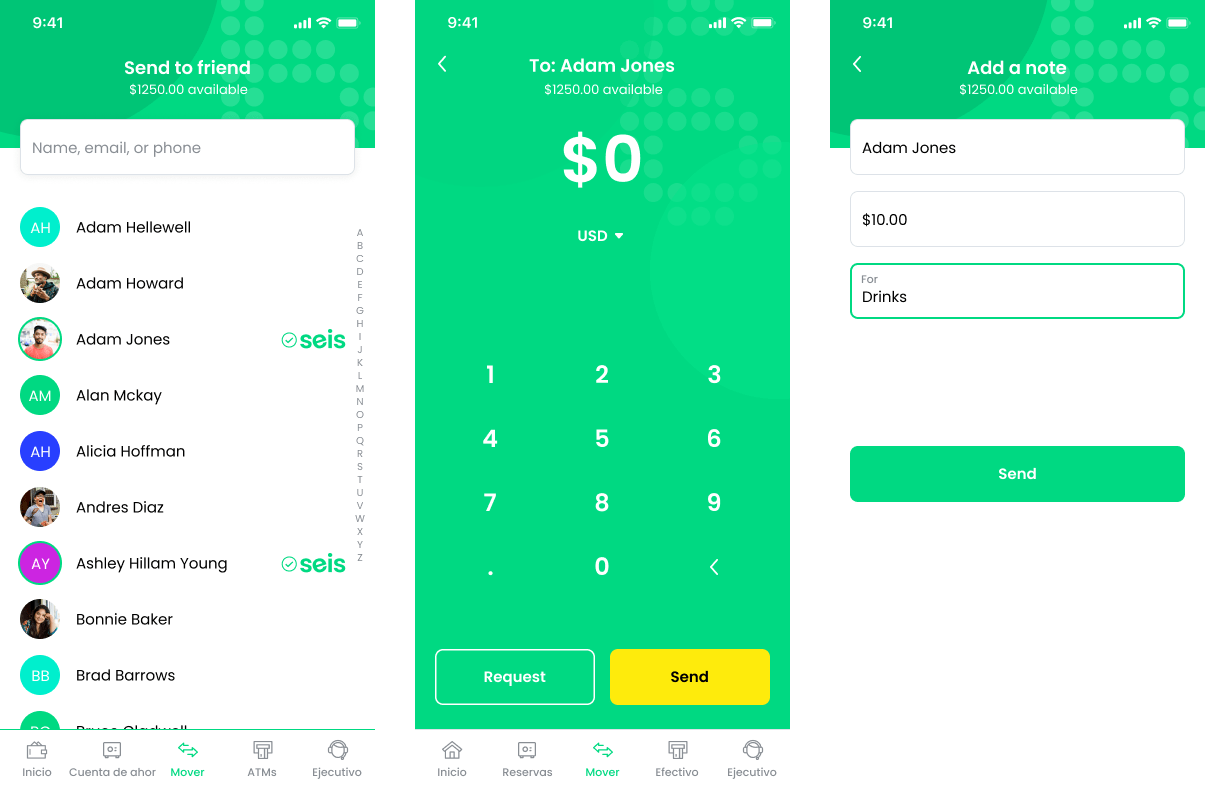 9:41
Send to friend
$1250.00 available
Name, email, or phone
AH Adam Hellewell
Adam Howard
Adam Jones seis
AM Alan Mckay
AH Alicia Hoffman
Andres Diaz
AY Ashley Hillam Young seis
Bonnie Baker
BB Brad Barrows
A
B
C
D
E
F
G
H
I
J
K
L
M
N
O
P
Q
R
S
T
U
V
W
X
Y
Z
Inicio Cuenta de ahor Mover ATMs Ejecutivo
9:41
To: Adam Jones
$1250.00 available
$0
USD
1 2 3
4 5 6
7 8 9
. 0
Request Send
Inicio Reservas Mover Efectivo Ejecutivo
9:41
Add a note
$1250.00 available
Adam Jones
$10.00
For
Drinks
Send